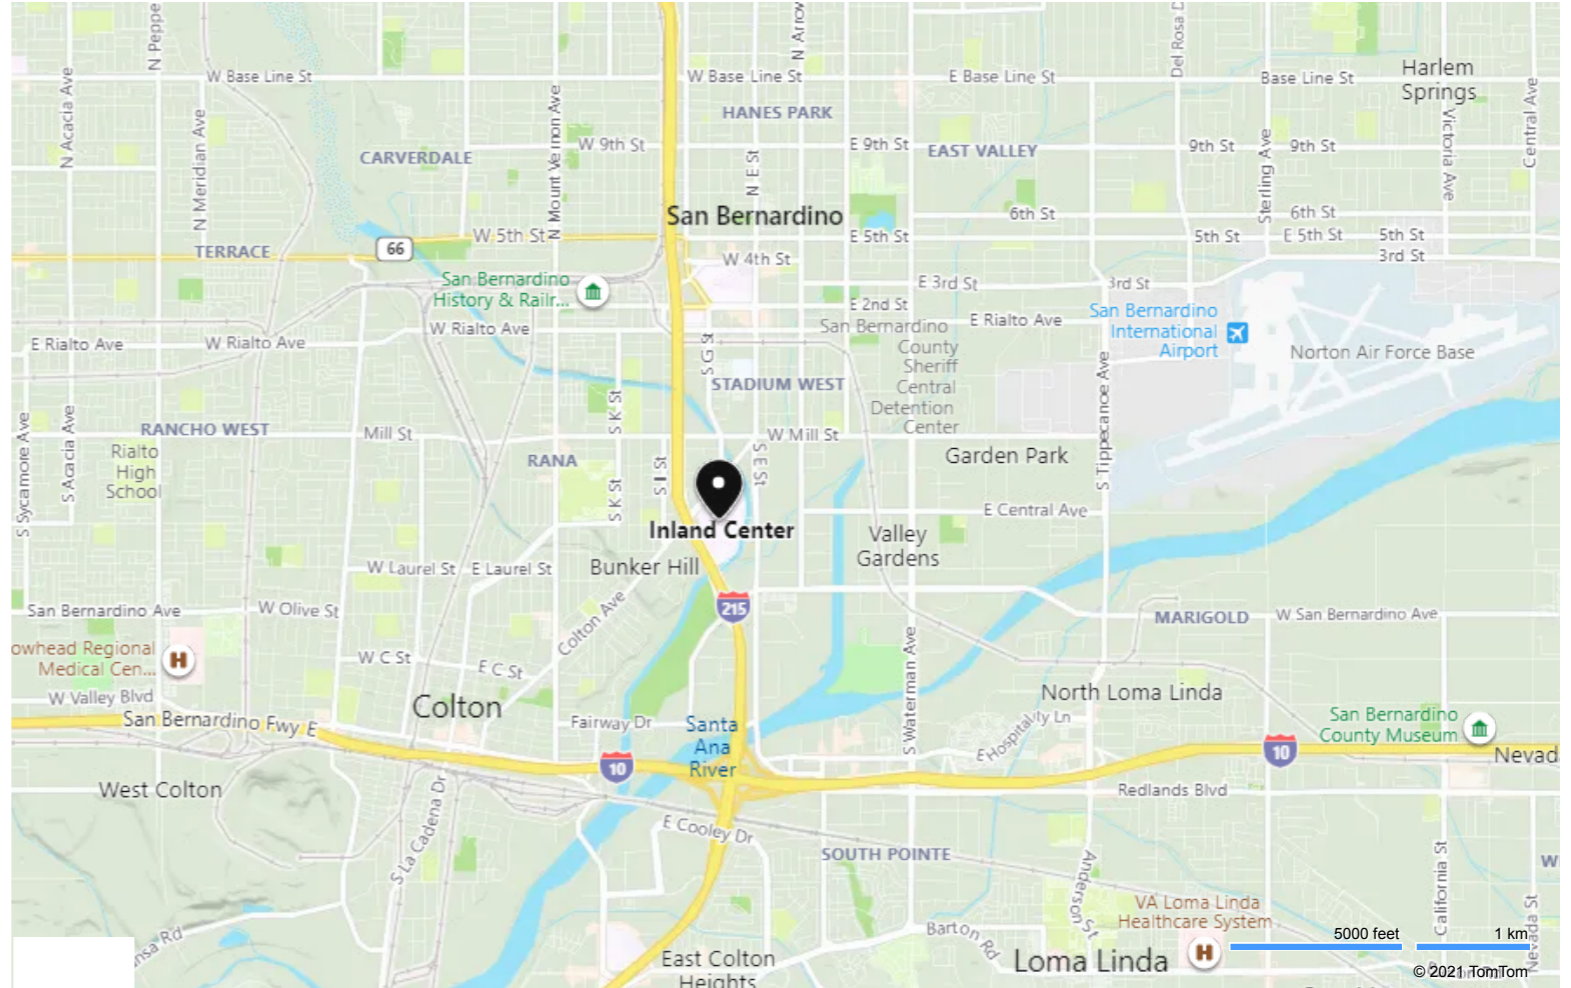 N Peppe
N Arrow
Del Rosa D
N Acacia Ave
W Base Line St
W Base Line St
E Base Line St
Base Line St
Harlem
Springs
Central Ave
N Meridian Ave
N Mount Vernon Ave
HANES PARK
Victoria Ave
Sterling Ave
CARVERDALE
W 9th St
N E St
E 9th St
EAST VALLEY
9th St
9th St
San Bernardino
6th St
6th St
TERRACE
66
W 5th St
E 5th St
5th St
E 5th St
5th St
W 4th St
3rd St
San Bernardino
History & Railr...
E 3rd St
3rd St
E 2nd St
E Rialto Ave
W Rialto Ave
W Rialto Ave
E Rialto Ave
San Bernardino
International
Airport
Norton Air Force Base
San Bernardino
County
Sheriff
Central
Detention
Center
S G St
STADIUM WEST
S Tippecanoe Ave
S Sycamore Ave
S Acacia Ave
RANCHO WEST
Mill St
S K St
W Mill St
Rialto
High
School
RANA
S I St
S E St
Garden Park
S K St
E Central Ave
Inland Center
Valley
Gardens
W Laurel St
E Laurel St
Bunker Hill
215
San Bernardino Ave
W Olive St
Colton Ave
MARIGOLD
W San Bernardino Ave
owhead Regional
Medical Cen...
W C St
E C St
S Waterman Ave
W Valley Blvd
Colton
North Loma Linda
San Bernardino Fwy E
Fairway Dr
Santa
Ana
River
E Hospitality Ln
San Bernardino
County Museum
10
10
Nevad
West Colton
Redlands Blvd
S La Cadena Dr
E Cooley Dr
SOUTH POINTE
Anderson St
California St
W
VA Loma Linda
Healthcare System
Nevada St
nsa Rd
Barton Rd
East Colton
Heights
Loma Linda
5000 feet
1 km
© 2021 TomTom